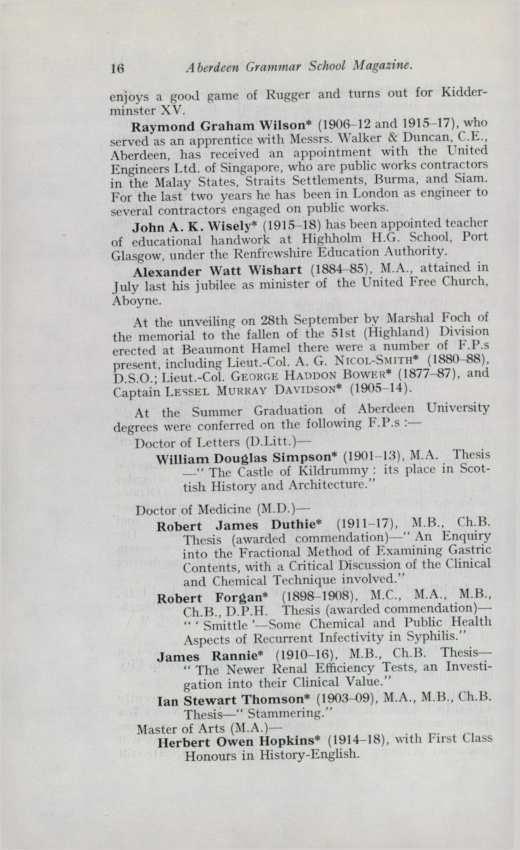 16 Aberdeen Grammar School Magazine.
enjoys a good game of Rugger and turns out for Kidder-
minster XV.
Raymond Graham Wilson* (1906–12 and 1915–17), who
served as an apprentice with Messrs. Walker & Duncan, C.E.,
Aberdeen, has received an appointment with the United
Engineers Ltd. of Singapore, who are public works contractors
in the Malay States, Straits Settlements, Burma, and Siam.
For the last two years he has been in London as engineer to
several contractors engaged on public works.
John A. K. Wisely* (1915–18) has been appointed teacher
of educational handwork at Highholm H.G. School, Port
Glasgow, under the Renfrewshire Education Authority.
Alexander Watt Wishart (1884–85), M.A., attained in
July last his jubilee as minister of the United Free Church,
Aboyne.
At the unveiling on 28th September by Marshal Foch of
the memorial to the fallen of the 51st (Highland) Division
erected at Beaumont Hamel there were a number of F.P.s
present, including Lieut.-Col. A. G. Nicol-Smith* (1880–88),
D.S.O.; Lieut.-Col. George Haddon Bower* (1877–87), and
Captain Lessel Murray Davidson* (1905–14).
At the Summer Graduation of Aberdeen University
degrees were conferred on the following F.P.s :—
Doctor of Letters (D.Litt.)—
William Douglas Simpson* (1901–13), M.A. Thesis
—" The Castle of Kildrummy : its place in Scot-
tish History and Architecture."
Doctor of Medicine (M.D.)—
Robert James Duthie* (1911–17), M.B., Ch.B.
Thesis (awarded commendation)—" An Enquiry
into the Fractional Method of Examining Gastric
Contents, with a Critical Discussion of the Clinical
and Chemical Technique involved."
Robert Forgan* (1898–1908), M.C., M.A., M.B.,
Ch.B., D.P.H. Thesis (awarded commendation)—
" ' Smittle '—Some Chemical and Public Health
Aspects of Recurrent Infectivity in Syphilis."
James Rannie* (1910–16), M.B., Ch.B. Thesis—
" The Newer Renal Efficiency Tests, an Investi-
gation into their Clinical Value."
Ian Stewart Thomson* (1903–09), M.A., M.B., Ch.B.
Thesis—" Stammering."
Master of Arts (M.A.)—
Herbert Owen Hopkins* (1914–18), with First Class
Honours in History-English.